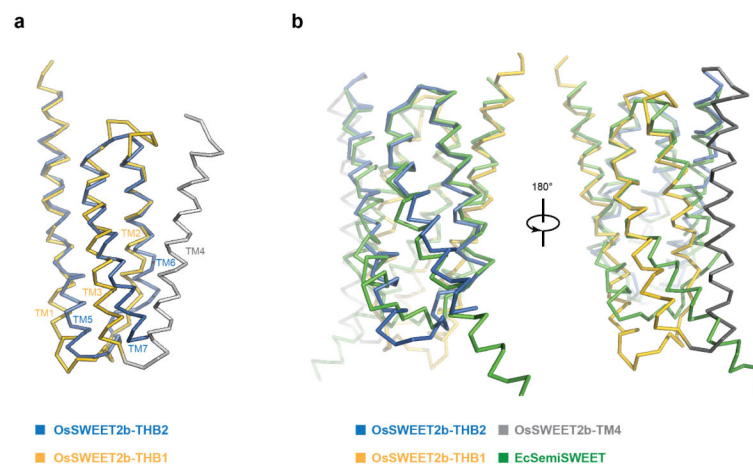 a
b
TM2
TM6
TM4
TM3
TM1
TM5
TM7
180°
OsSWEET2b-THB2
OsSWEET2b-THB1
OsSWEET2b-THB2
OsSWEET2b-TM4
OsSWEET2b-THB1
EcSemiSWEET